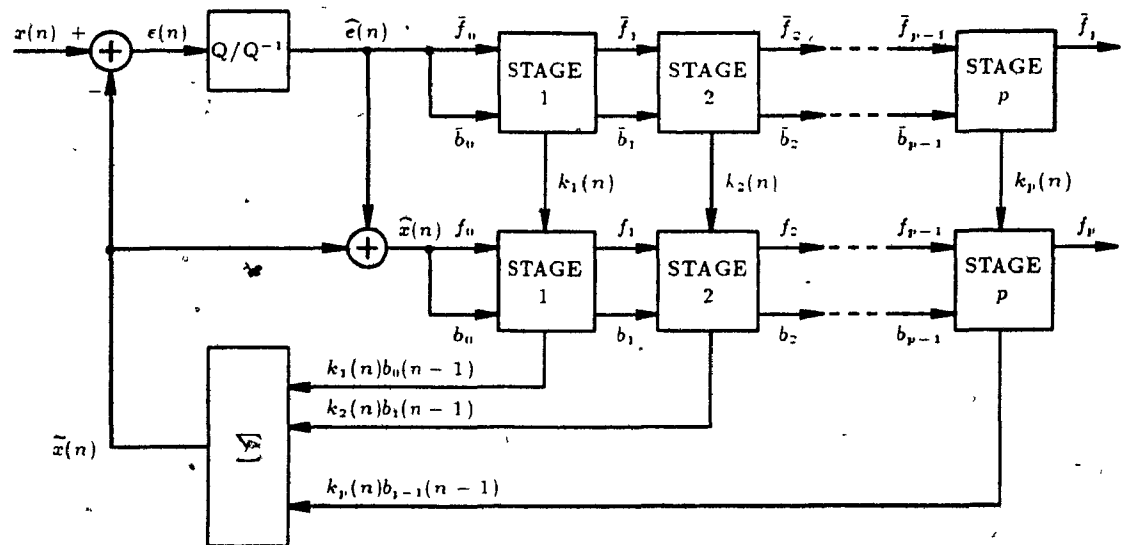 x(n) + e(n) Q/Q⁻¹ ê(n) f̄₀ f̄₁ f̄₂ f̄ₚ₋₁ f̄₁
STAGE 1 STAGE 2 STAGE p
−
b̄₀ b̄₁ b̄₂ b̄ₚ₋₁
k₁(n) k₂(n) kₚ(n)
+ x̂(n) f₀ f₁ f₂ fₚ₋₁ fₚ
STAGE 1 STAGE 2 STAGE p
b₀ b₁ b₂ bₚ₋₁
k₁(n)b₀(n − 1)
k₂(n)b₁(n − 1)
x̃(n) Σ
kₚ(n)bₚ₋₁(n − 1)